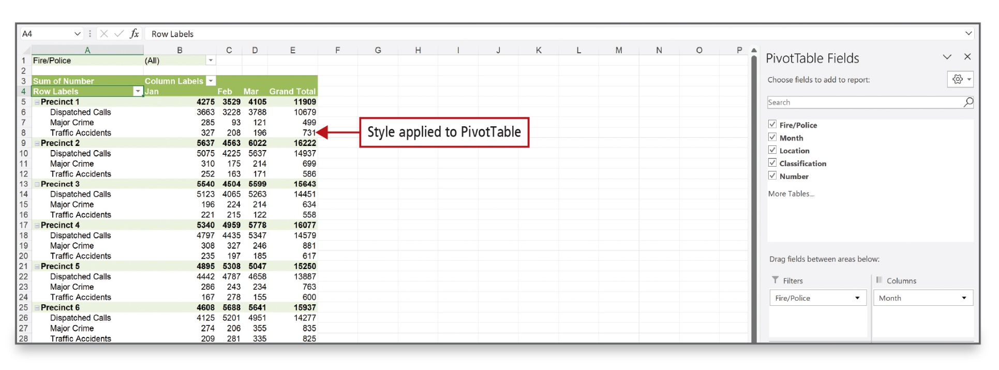 A4 fx Row Labels
A B C D E F G H I J K L M N O P
1 Fire/Police (All)
2
3 Sum of Number Column Labels
4 Row Labels Jan Feb Mar Grand Total
5 Precinct 1 4275 3529 4105 11909
6 Dispatched Calls 3663 3228 3788 10679
7 Major Crime 285 93 121 499
8 Traffic Accidents 327 208 196 731
9 Precinct 2 5637 4563 6022 16222
10 Dispatched Calls 5075 4225 5637 14937
11 Major Crime 310 175 214 699
12 Traffic Accidents 252 163 171 586
13 Precinct 3 5540 4504 5599 15643
14 Dispatched Calls 5123 4065 5263 14451
15 Major Crime 196 224 214 634
16 Traffic Accidents 221 215 122 558
17 Precinct 4 5340 4959 5778 16077
18 Dispatched Calls 4797 4435 5347 14579
19 Major Crime 308 327 246 881
20 Traffic Accidents 235 197 185 617
21 Precinct 5 4895 5308 5047 15250
22 Dispatched Calls 4442 4787 4658 13887
23 Major Crime 286 243 234 763
24 Traffic Accidents 167 278 155 600
25 Precinct 6 4608 5688 5641 15937
26 Dispatched Calls 4125 5201 4951 14277
27 Major Crime 274 206 355 835
28 Traffic Accidents 209 281 335 825
Style applied to PivotTable
PivotTable Fields
Choose fields to add to report:
Search
Fire/Police
Month
Location
Classification
Number
More Tables...
Drag fields between areas below:
Filters Columns
Fire/Police Month